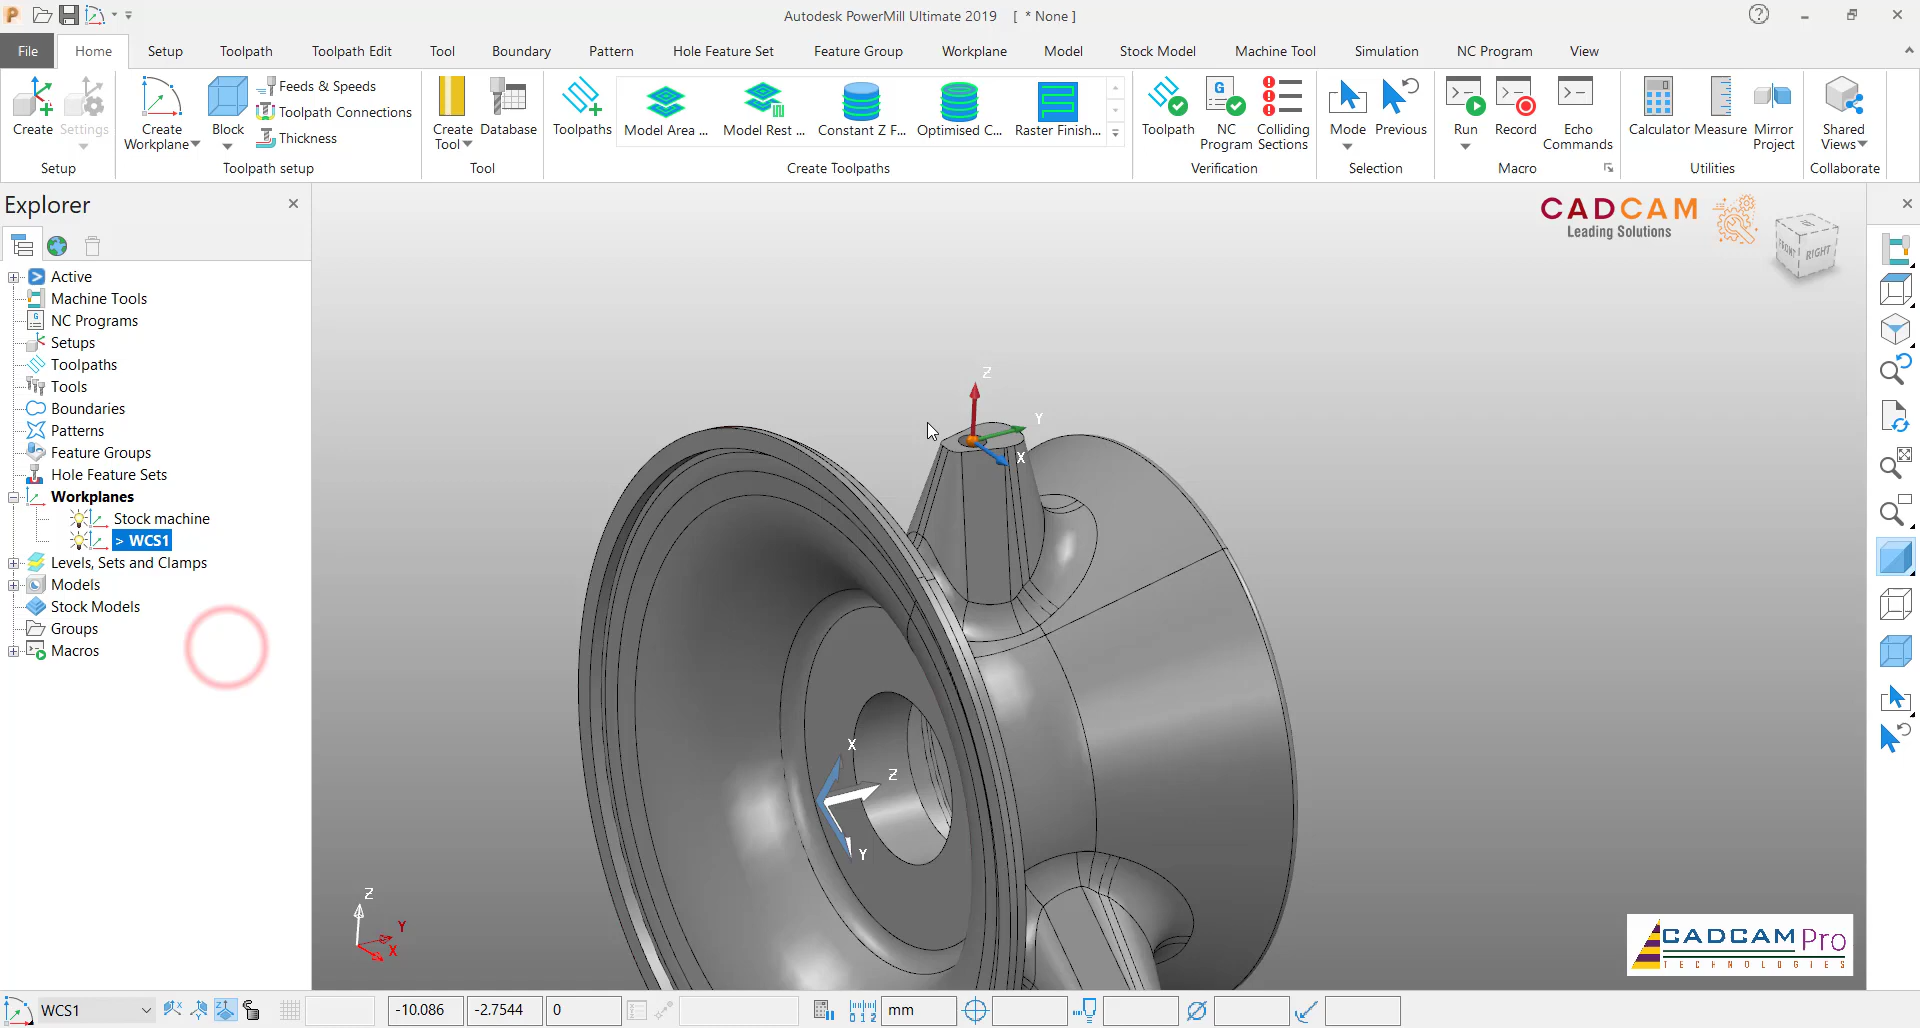 Autodesk PowerMill Ultimate 2019 [ * None ]
File Home Setup Toolpath Toolpath Edit Tool Boundary Pattern Hole Feature Set Feature Group Workplane Model Stock Model Machine Tool Simulation NC Program View
Create
Settings
Setup
Create Workplane
Block
Feeds & Speeds
Toolpath Connections
Thickness
Toolpath setup
Create Tool
Database
Tool
Toolpaths
Model Area ...
Model Rest ...
Constant Z F...
Optimised C...
Raster Finish...
Create Toolpaths
Toolpath
NC Program
Colliding Sections
Verification
Mode
Previous
Selection
Run
Record
Echo Commands
Macro
Calculator
Measure
Mirror Project
Utilities
Shared Views
Collaborate
Explorer
Active
Machine Tools
NC Programs
Setups
Toolpaths
Tools
Boundaries
Patterns
Feature Groups
Hole Feature Sets
Workplanes
Stock machine
> WCS1
Levels, Sets and Clamps
Models
Stock Models
Groups
Macros
CADCAM
Leading Solutions
FRONT RIGHT
Z
Y
X
X
Z
Y
Z
Y
X
CADCAM Pro
TECHNOLOGIES
WCS1 -10.086 -2.7544 0 mm